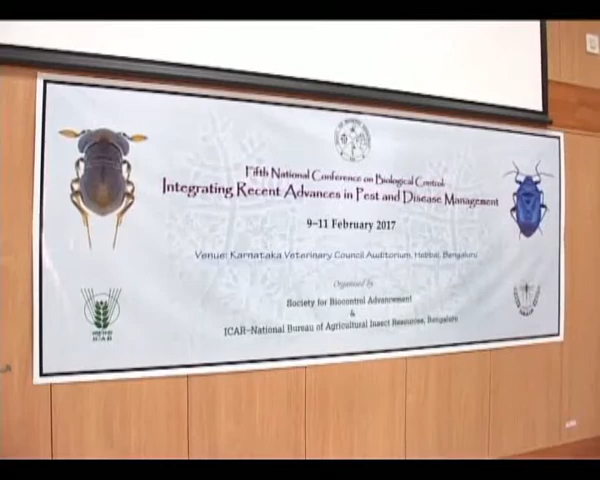 Fifth National Conference on Biological Control
Integrating Recent Advances in Pest and Disease Management
9-11 February 2017
Venue: Karnataka Veterinary Council Auditorium, Hebbal, Bengaluru
Organised by
Society for Biocontrol Advancement
&
ICAR-National Bureau of Agricultural Insect Resources, Bengaluru
ICAR